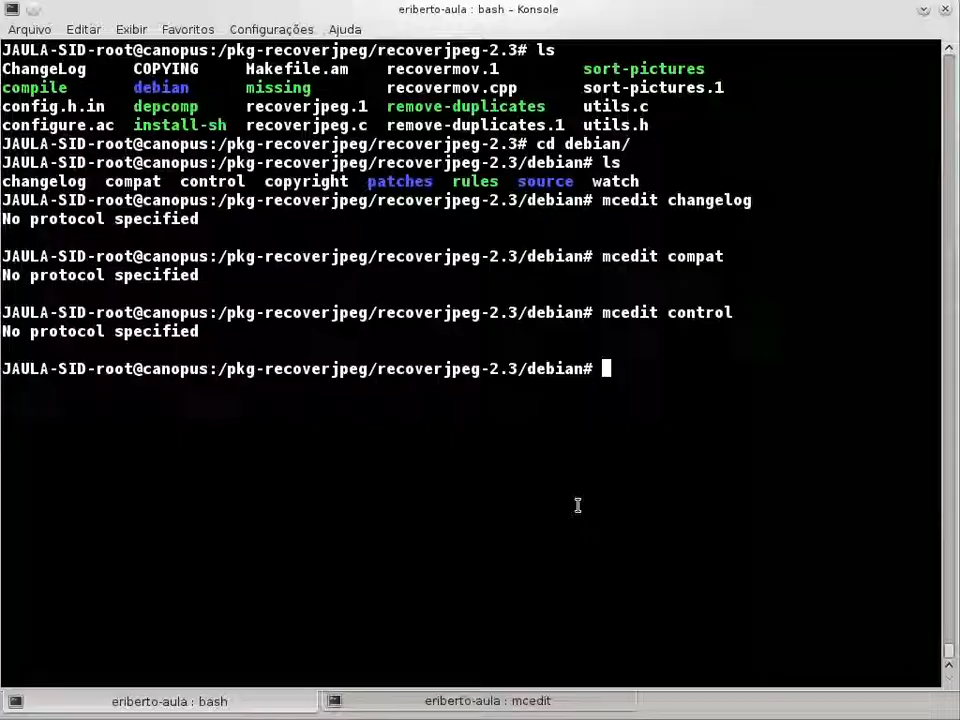 eriberto-aula : bash – Konsole
Arquivo Editar Exibir Favoritos Configurações Ajuda
JAULA-SID-root@canopus:/pkg-recoverjpeg/recoverjpeg-2.3# ls
ChangeLog COPYING Makefile.am recovermov.1 sort-pictures
compile debian missing recovermov.cpp sort-pictures.1
config.h.in depcomp recoverjpeg.1 remove-duplicates utils.c
configure.ac install-sh recoverjpeg.c remove-duplicates.1 utils.h
JAULA-SID-root@canopus:/pkg-recoverjpeg/recoverjpeg-2.3# cd debian/
JAULA-SID-root@canopus:/pkg-recoverjpeg/recoverjpeg-2.3/debian# ls
changelog compat control copyright patches rules source watch
JAULA-SID-root@canopus:/pkg-recoverjpeg/recoverjpeg-2.3/debian# mcedit changelog
No protocol specified
JAULA-SID-root@canopus:/pkg-recoverjpeg/recoverjpeg-2.3/debian# mcedit compat
No protocol specified
JAULA-SID-root@canopus:/pkg-recoverjpeg/recoverjpeg-2.3/debian# mcedit control
No protocol specified
JAULA-SID-root@canopus:/pkg-recoverjpeg/recoverjpeg-2.3/debian#
eriberto-aula : bash eriberto-aula : mcedit